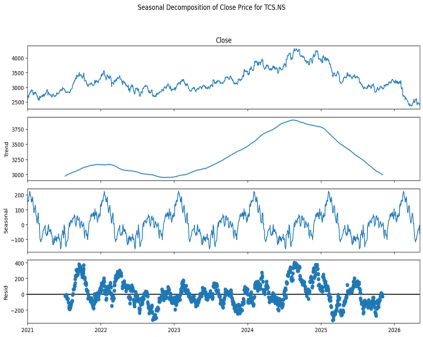 Seasonal Decomposition of Close Price for TCS.NS
Close
4000
3500
3000
2500
Trend
3750
3500
3250
3000
Seasonal
200
100
0
−100
Resid
400
200
0
−200
2021 2022 2023 2024 2025 2026